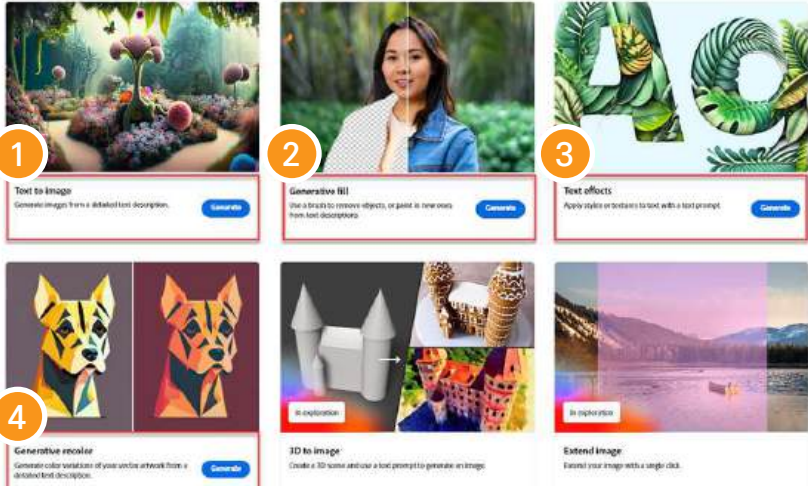 AQ
1
2
3
Text to image
Generate images from a detailed text description.
Generate
Generative fill
Use a brush to remove objects, or paint in new ones
from text descriptions.
Generate
Text effects
Apply styles or textures to text with a text prompt.
Generate
4
In exploration
In exploration
Generative recolor
Generate color variations of your vector artwork from a
detailed text description.
Generate
3D to image
Create a 3D scene and use a text prompt to generate an image.
Extend image
Extend your image with a single click.